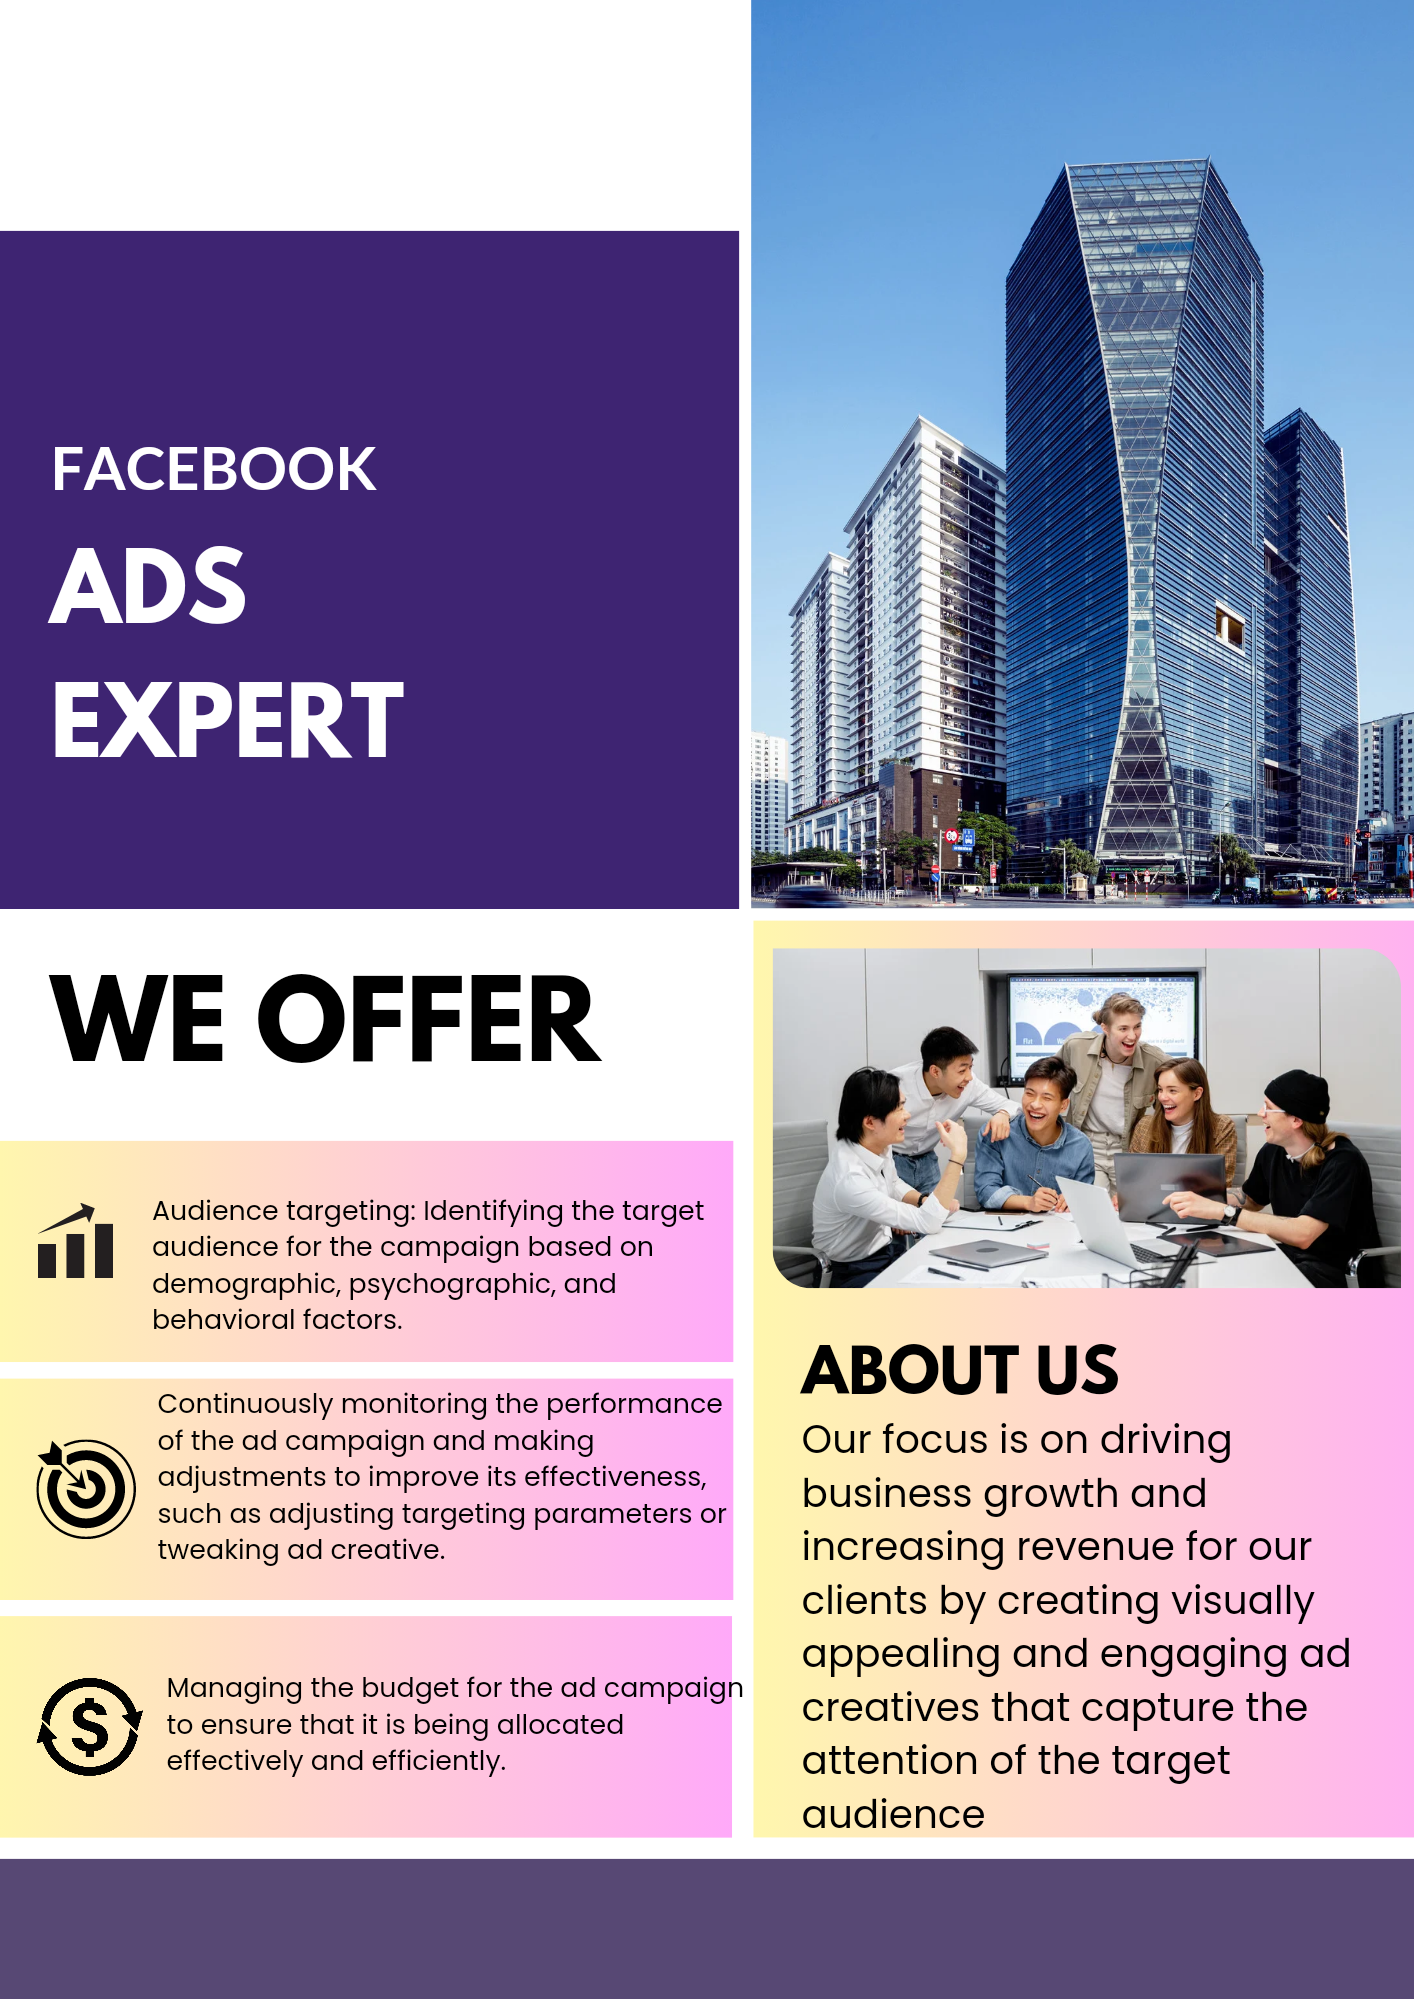 FACEBOOK
ADS
EXPERT
WE OFFER
Audience targeting: Identifying the target
audience for the campaign based on
demographic, psychographic, and
behavioral factors.
Continuously monitoring the performance
of the ad campaign and making
adjustments to improve its effectiveness,
such as adjusting targeting parameters or
tweaking ad creative.
$
Managing the budget for the ad campaign
to ensure that it is being allocated
effectively and efficiently.
ABOUT US
Our focus is on driving
business growth and
increasing revenue for our
clients by creating visually
appealing and engaging ad
creatives that capture the
attention of the target
audience